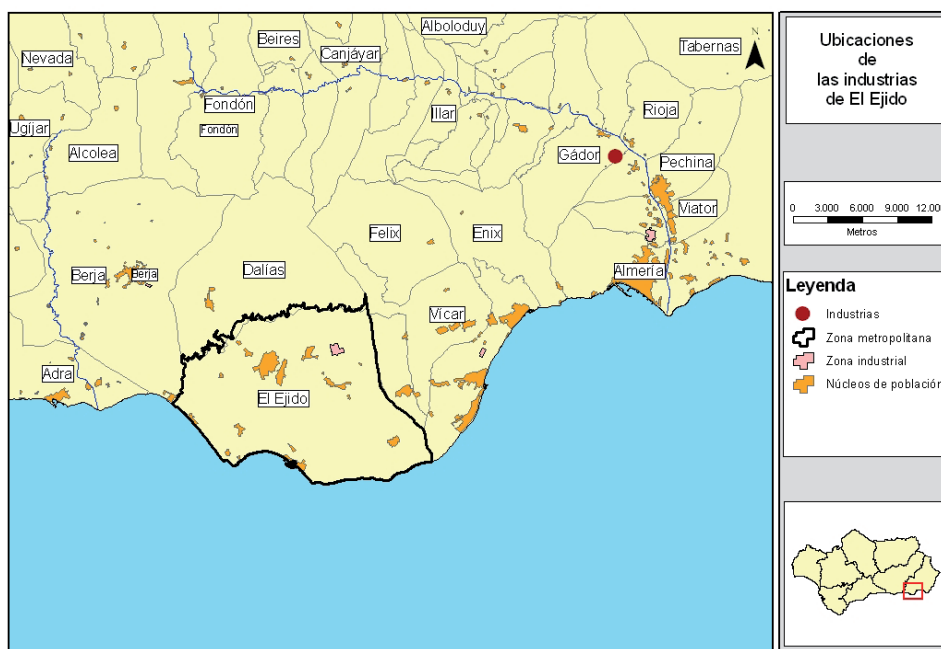 Alboloduy
Beires
Tabernas
Nevada
Canjáyar
N
Fondón
Illar
Rioja
Ugíjar
Fondón
Alcolea
Gádor
Pechina
Viator
Felix
Enix
Berja
Berja
Dalías
Almería
Vícar
Adra
El Ejido
Ubicaciones
de
las industrias
de El Ejido
0 3.000 6.000 9.000 12.000
Metros
Leyenda
Industrias
Zona metropolitana
Zona industrial
Núcleos de población